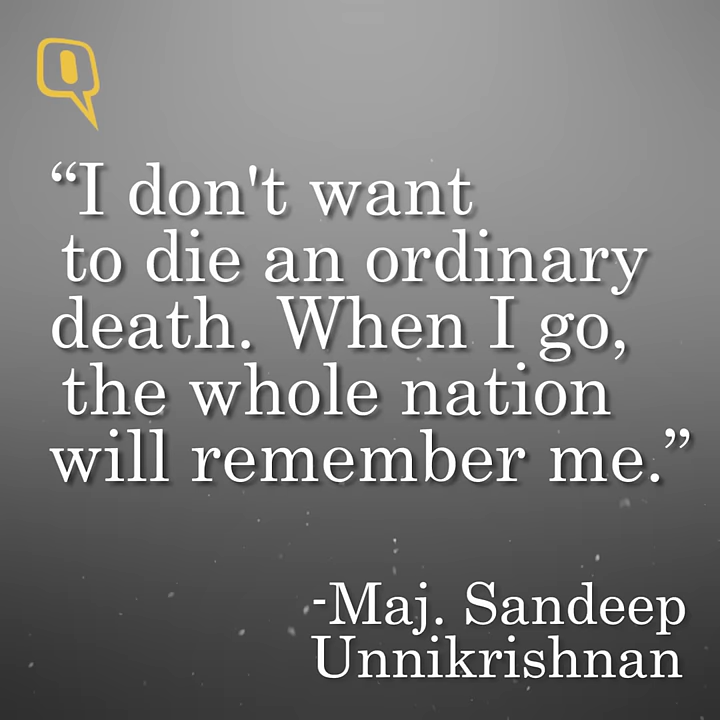 “I don't want
to die an ordinary
death. When I go,
the whole nation
will remember me.”
-Maj. Sandeep
Unnikrishnan